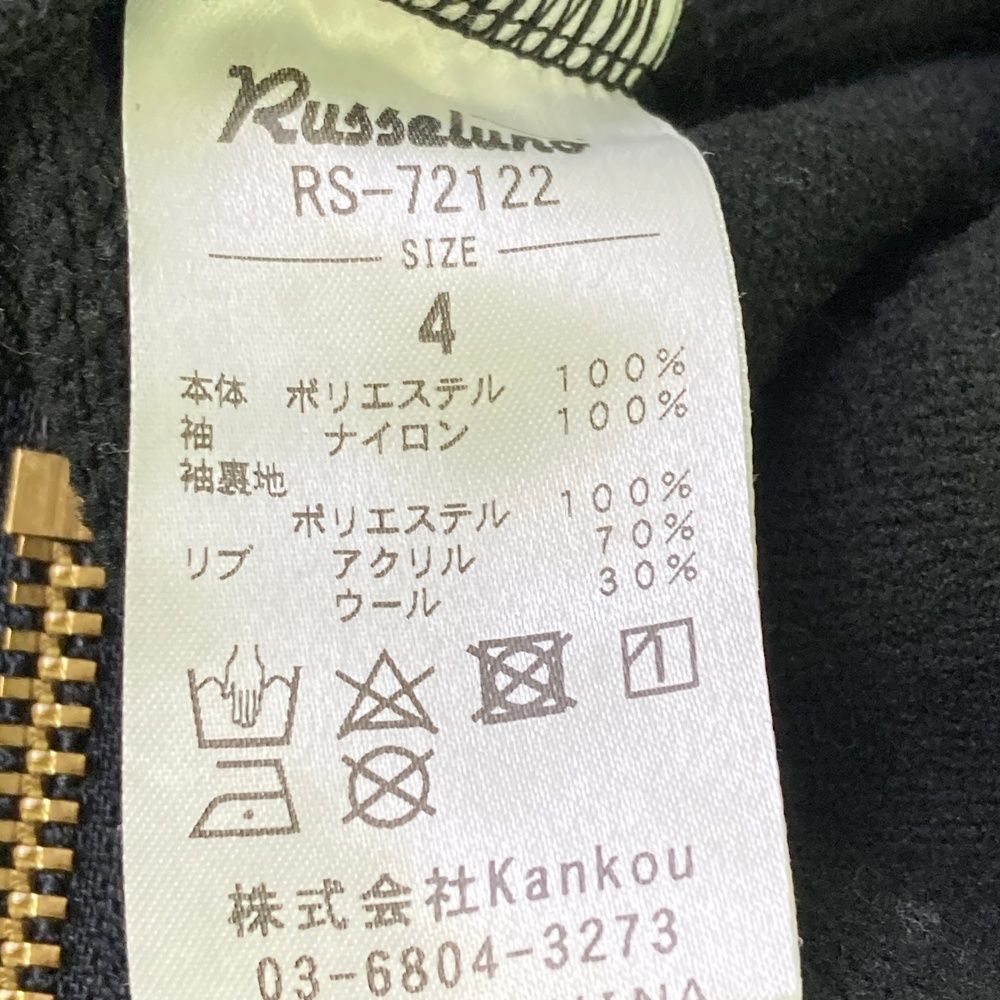 Russeluno
RS-72122
SIZE
4
本体 ポリエステル 100%
袖 ナイロン 100%
袖裏地
ポリエステル 100%
リブ アクリル 70%
ウール 30%
株式会社Kankou
03-6804-3273